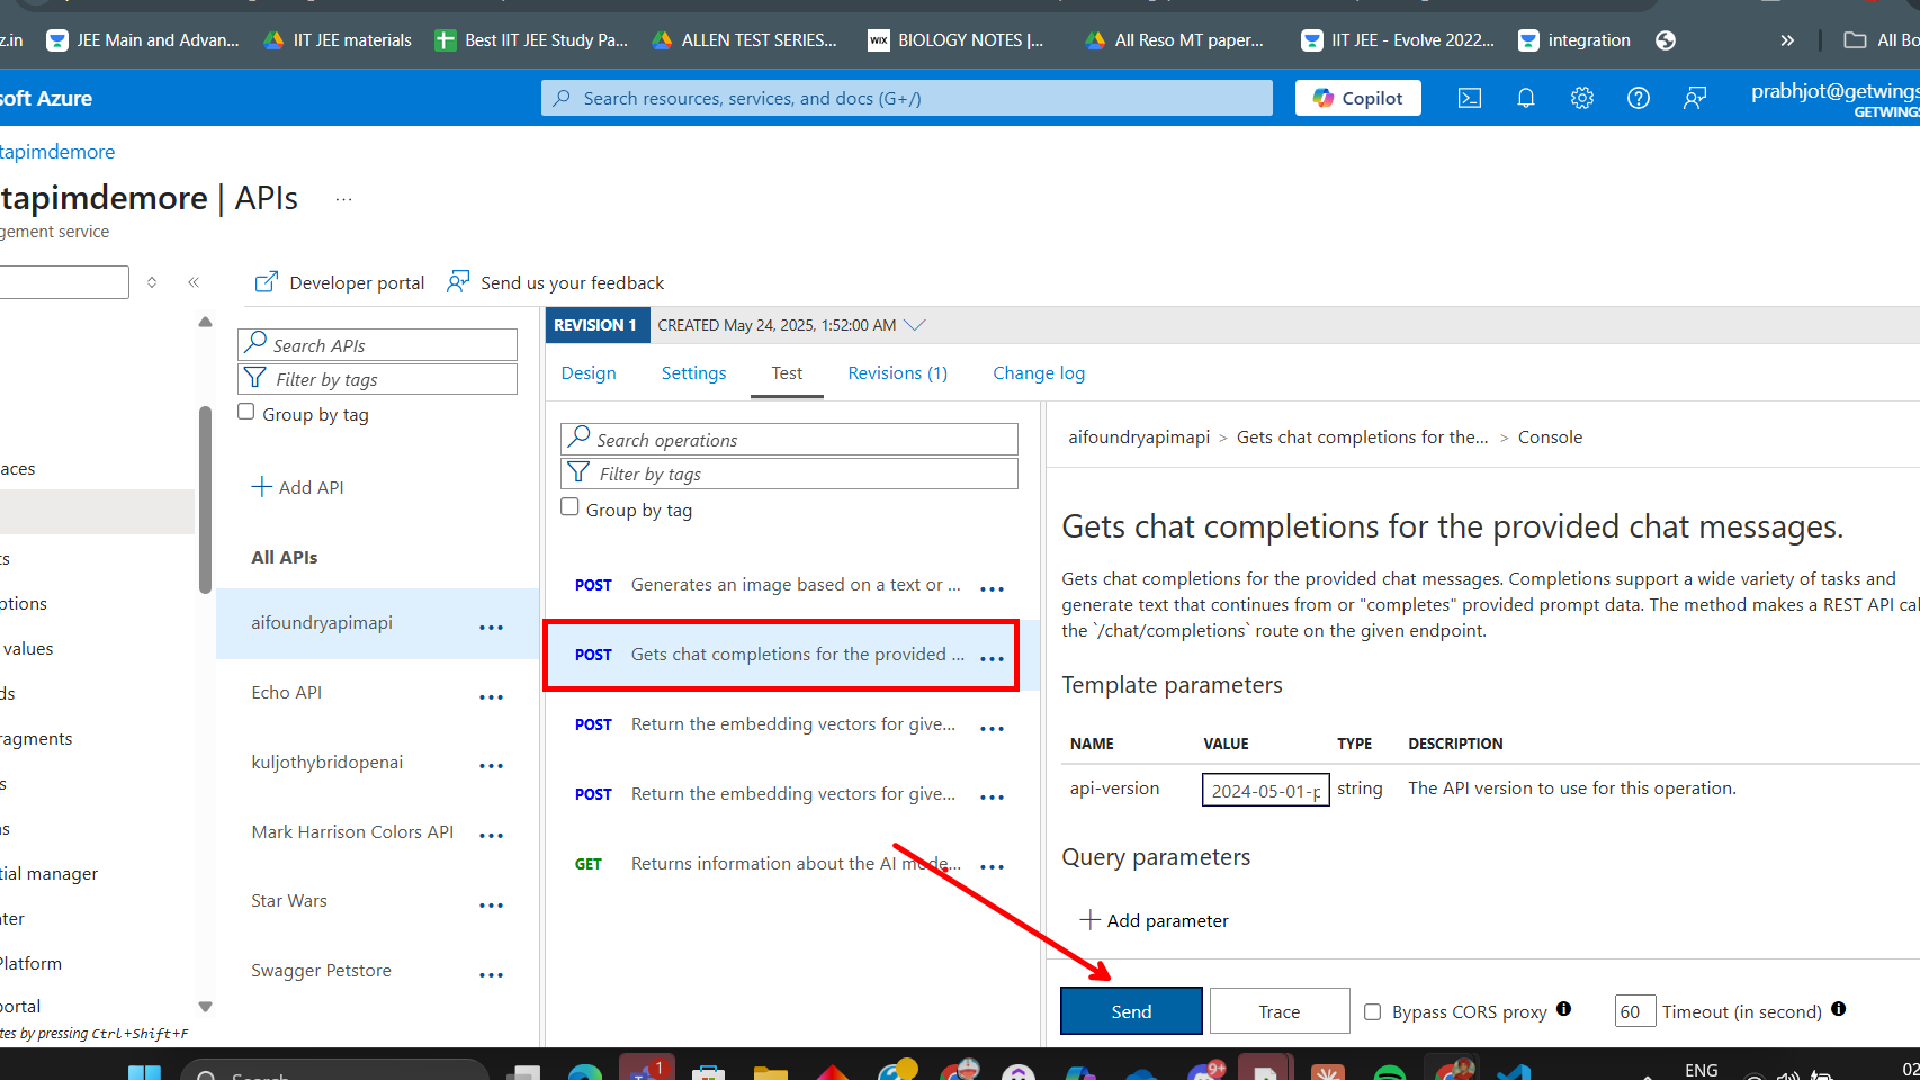 z.in JEE Main and Advan... IIT JEE materials Best IIT JEE Study Pa... ALLEN TEST SERIES... WIX BIOLOGY NOTES |... All Reso MT paper... IIT JEE - Evolve 2022... integration » All Bo
soft Azure Search resources, services, and docs (G+/) Copilot prabhjot@getwings
GETWINGS
tapimdemore
tapimdemore | APIs ...
gement service
Developer portal Send us your feedback
aces
ts
ptions
values
ds
ragments
s
ns
tial manager
nter
Platform
portal
tes by pressing Ctrl+Shift+F
Search APIs
Filter by tags
Group by tag
+ Add API
All APIs
aifoundryapimapi ...
Echo API ...
kuljothybridopenai ...
Mark Harrison Colors API ...
Star Wars ...
Swagger Petstore ...
REVISION 1 CREATED May 24, 2025, 1:52:00 AM
Design Settings Test Revisions (1) Change log
Search operations
Filter by tags
Group by tag
POST Generates an image based on a text or ... ...
POST Gets chat completions for the provided ... ...
POST Return the embedding vectors for give... ...
POST Return the embedding vectors for give... ...
GET Returns information about the AI mode... ...
aifoundryapimapi > Gets chat completions for the... > Console
Gets chat completions for the provided chat messages.
Gets chat completions for the provided chat messages. Completions support a wide variety of tasks and
generate text that continues from or "completes" provided prompt data. The method makes a REST API cal
the `/chat/completions` route on the given endpoint.
Template parameters
NAME VALUE TYPE DESCRIPTION
api-version 2024-05-01-p string The API version to use for this operation.
Query parameters
+ Add parameter
Send Trace Bypass CORS proxy 60 Timeout (in second)
Search 1 9+ ENG 02